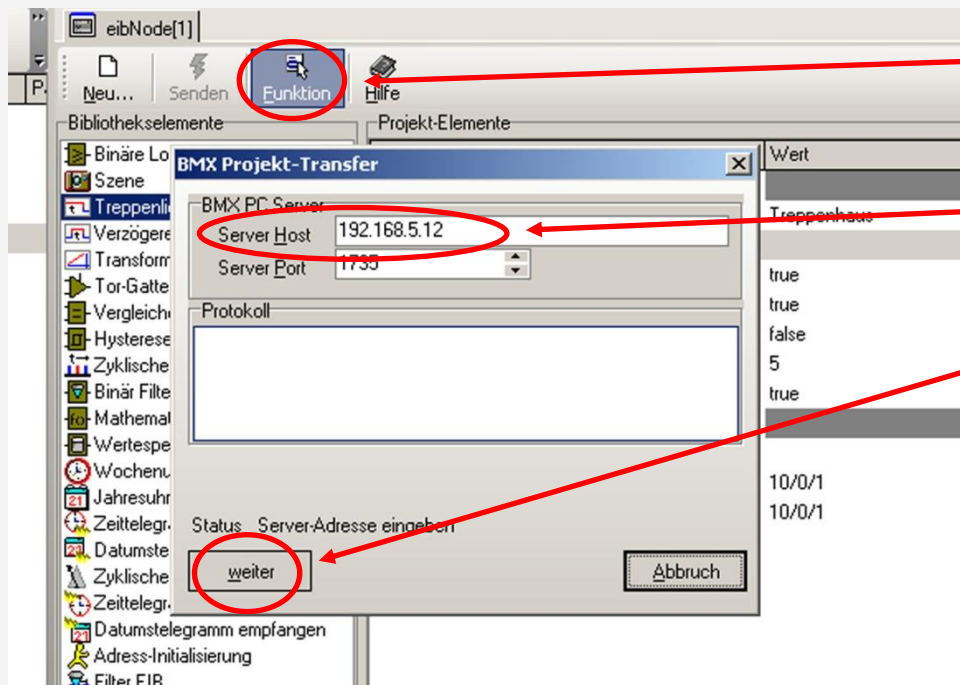 eibNode[1]
P.
Neu...
Senden
Funktion
Hilfe
Bibliothekselemente
Projekt-Elemente
Binäre Lo
Szene
Treppenli
Verzögere
Transform
Tor-Gatte
Vergleich
Hysterese
Zyklische
Binär Filte
Mathemat
Wertespe
Wochenu
Jahresuhr
Zeittelegr
Datumste
Zyklische
Zeittelegr
Datumstelegramm empfangen
Adress-Initialisierung
Filter EIB
BMX Projekt-Transfer
BMX PC Server
Server Host 192.168.5.12
Server Port 1735
Protokoll
Status Server-Adresse eingeben
weiter
Abbruch
Wert
Treppenhaus
true
true
false
5
true
10/0/1
10/0/1